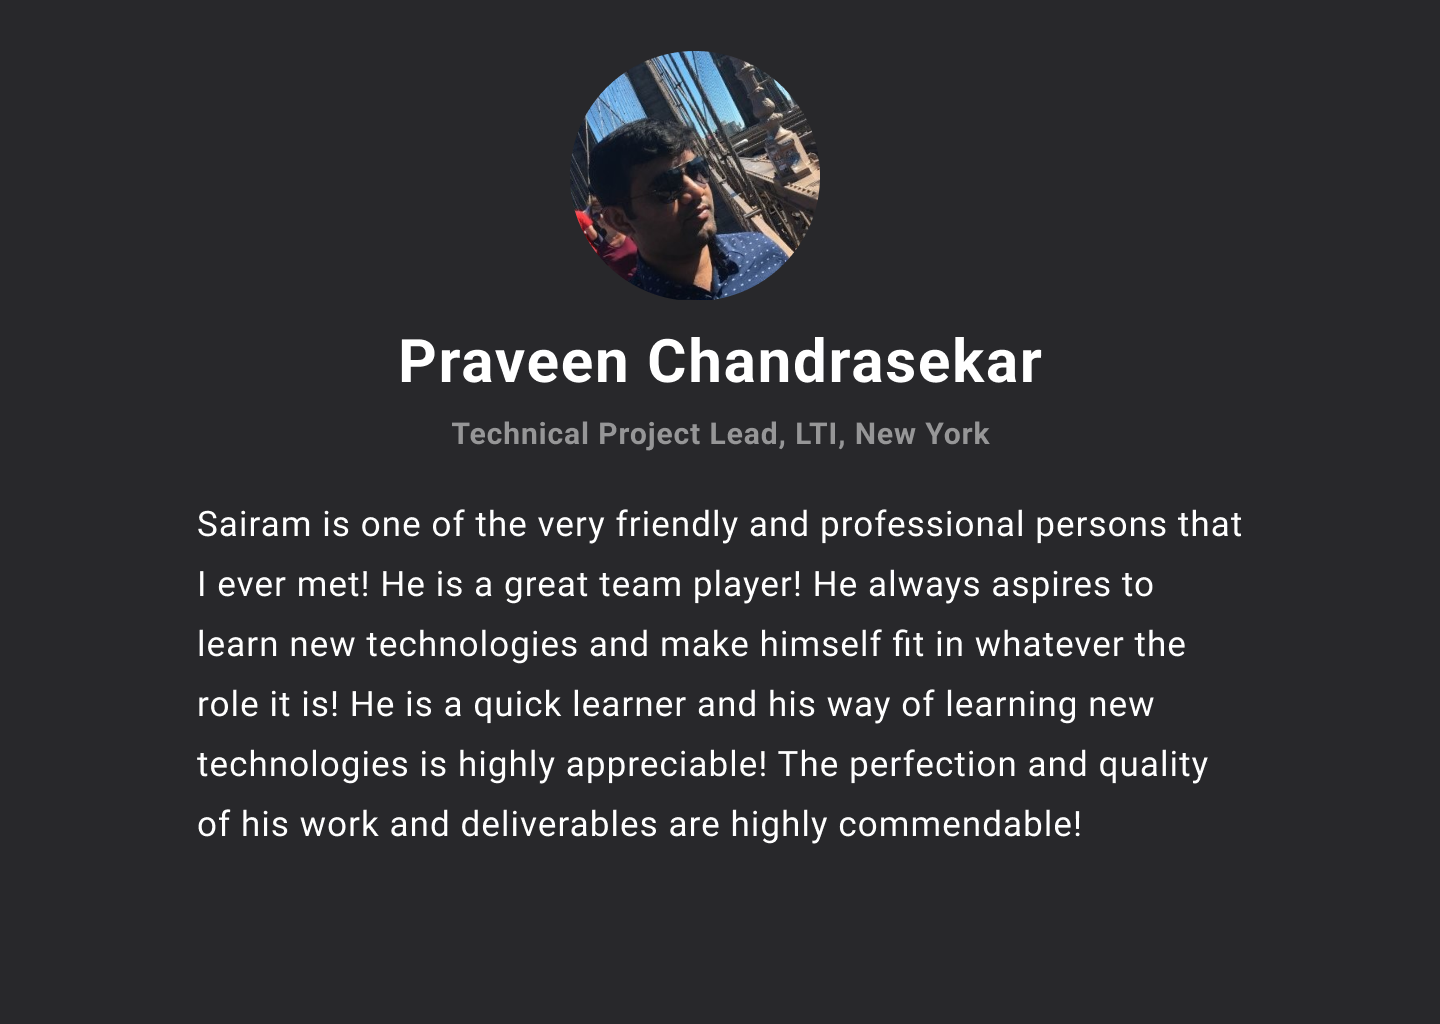 Praveen Chandrasekar
Technical Project Lead, LTI, New York
Sairam is one of the very friendly and professional persons that
I ever met! He is a great team player! He always aspires to
learn new technologies and make himself fit in whatever the
role it is! He is a quick learner and his way of learning new
technologies is highly appreciable! The perfection and quality
of his work and deliverables are highly commendable!